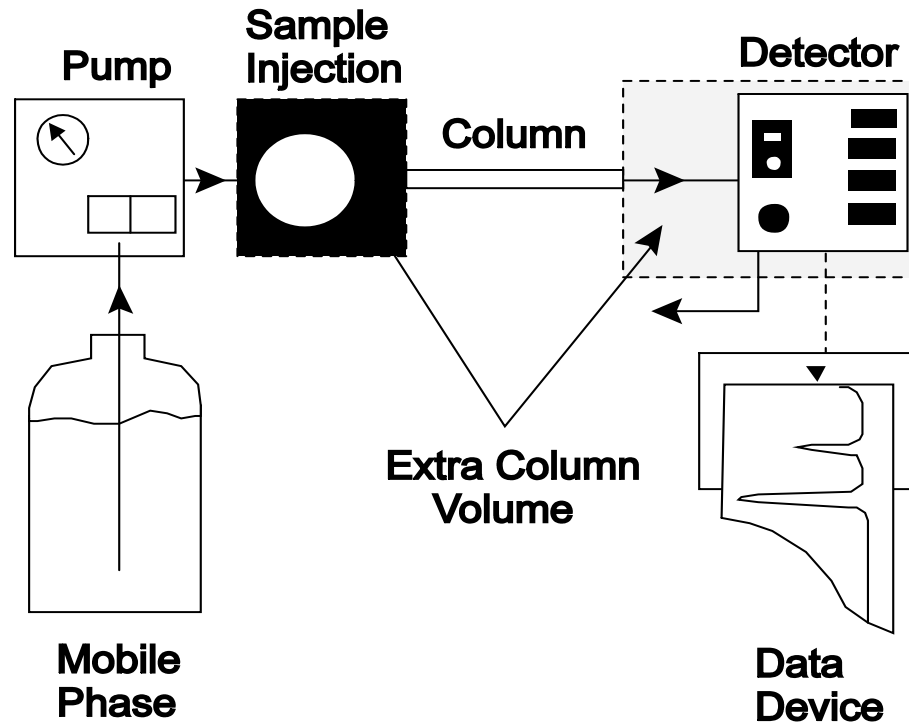 Sample
Injection
Pump
Detector
Column
Extra Column
Volume
Mobile
Phase
Data
Device